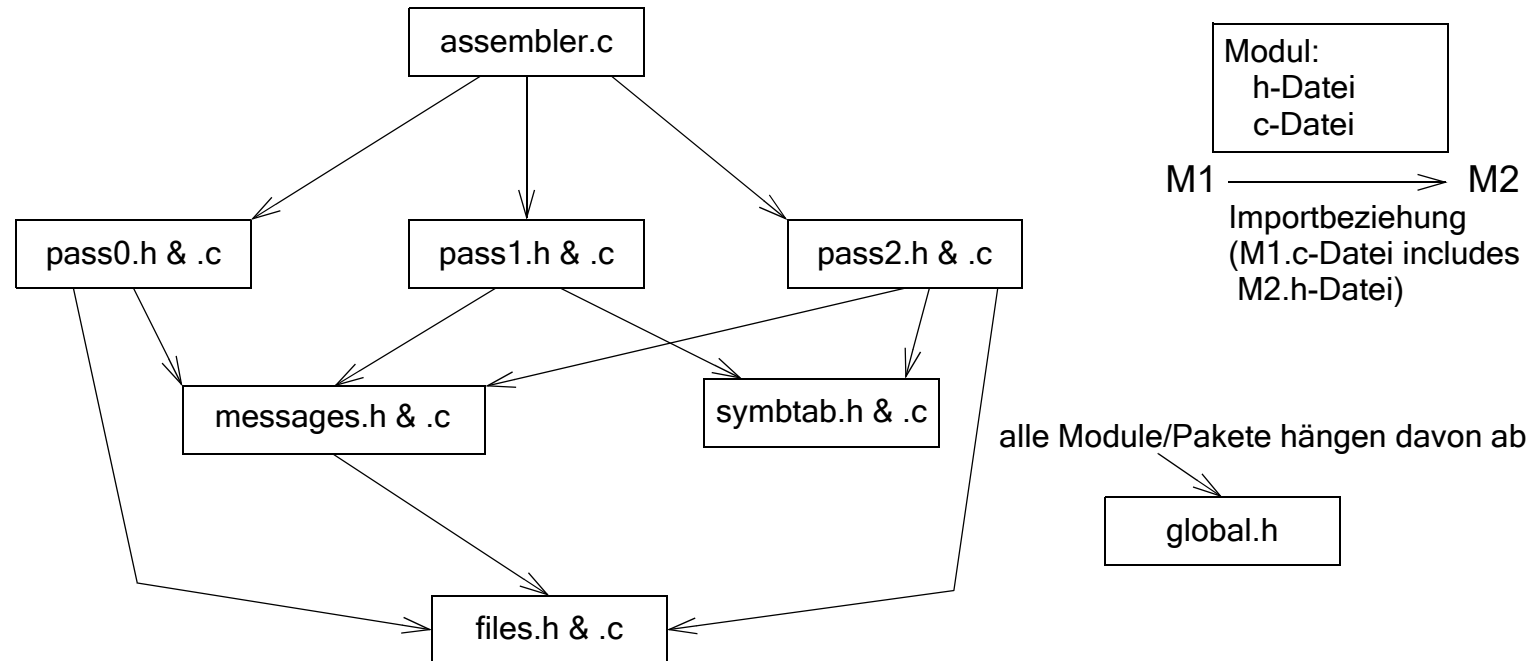 assembler.c
Modul:
h-Datei
c-Datei
M1
M2
Importbeziehung
(M1.c-Datei includes
M2.h-Datei)
pass0.h & .c
pass1.h & .c
pass2.h & .c
messages.h & .c
symbtab.h & .c
alle Module/Pakete hängen davon ab
global.h
files.h & .c